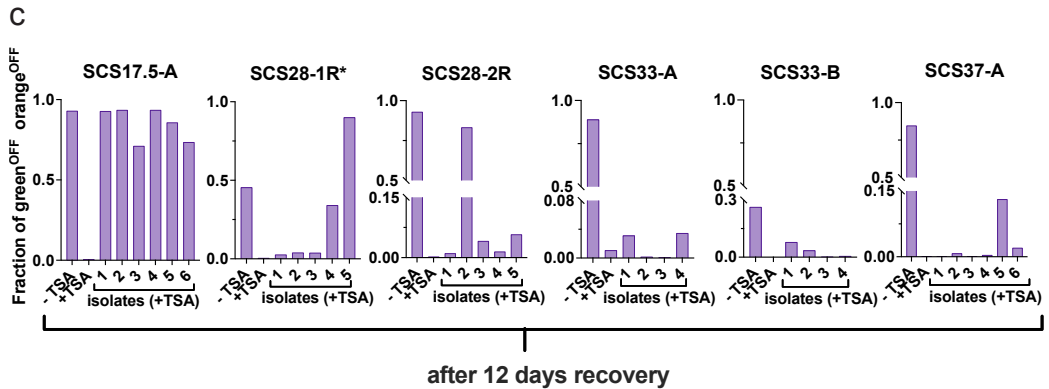 C
Fraction of green^OFF orange^OFF
SCS17.5-A
1.0
0.5
0.0
- TSA
+TSA
1
2
3
4
5
6
isolates (+TSA)
SCS28-1R*
1.0
0.5
0.0
- TSA
+TSA
1
2
3
4
5
isolates (+TSA)
SCS28-2R
1.0
0.5
0.15
0.00
- TSA
+TSA
1
2
3
4
5
isolates (+TSA)
SCS33-A
1.0
0.5
0.08
0.00
- TSA
+TSA
1
2
3
4
isolates (+TSA)
SCS33-B
1.0
0.5
0.3
0.0
- TSA
+TSA
1
2
3
4
isolates (+TSA)
SCS37-A
1.0
0.5
0.15
0.00
- TSA
+TSA
1
2
3
4
5
6
isolates (+TSA)
after 12 days recovery